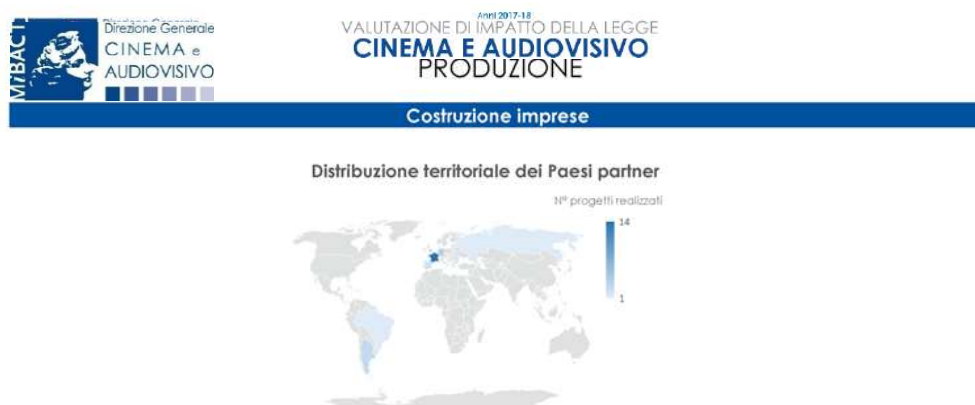 MiBACT
Direzione Generale
CINEMA e
AUDIOVISIVO
Anni 2017-18
VALUTAZIONE DI IMPATTO DELLA LEGGE
CINEMA E AUDIOVISIVO
PRODUZIONE
Costruzione imprese
Distribuzione territoriale dei Paesi partner
N° progetti realizzati
14
1